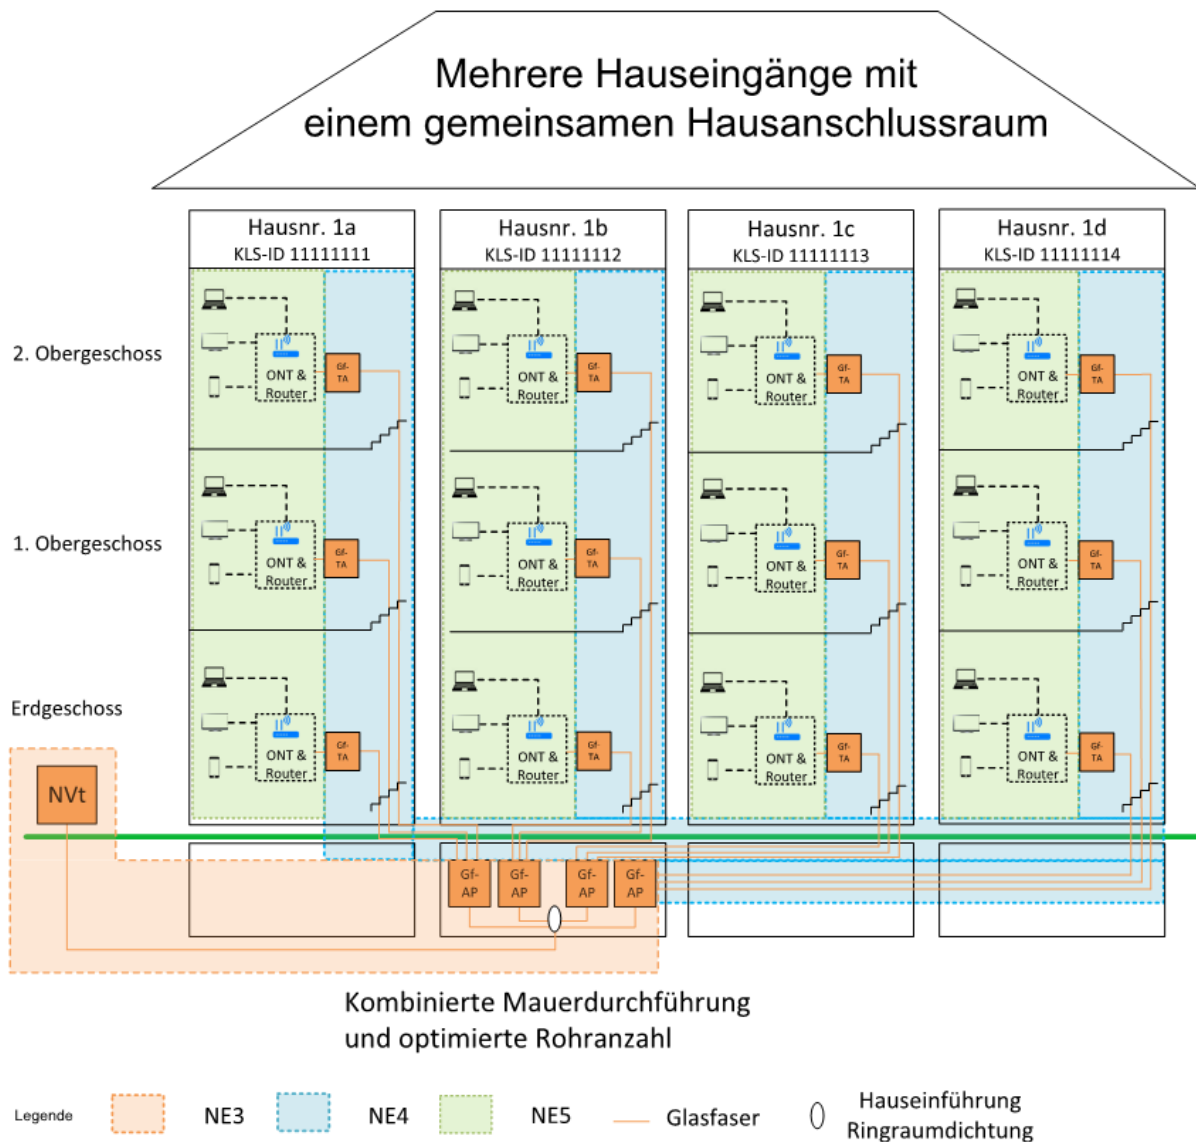 Mehrere Hauseingänge mit
einem gemeinsamen Hausanschlussraum
Hausnr. 1a
KLS-ID 11111111
Hausnr. 1b
KLS-ID 11111112
Hausnr. 1c
KLS-ID 11111113
Hausnr. 1d
KLS-ID 11111114
2. Obergeschoss
ONT &
Router
Gf-
TA
ONT &
Router
Gf-
TA
ONT &
Router
Gf-
TA
ONT &
Router
Gf-
TA
1. Obergeschoss
ONT &
Router
Gf-
TA
ONT &
Router
Gf-
TA
ONT &
Router
Gf-
TA
ONT &
Router
Gf-
TA
Erdgeschoss
ONT &
Router
Gf-
TA
ONT &
Router
Gf-
TA
ONT &
Router
Gf-
TA
ONT &
Router
Gf-
TA
NVt
Gf-
AP
Gf-
AP
Gf-
AP
Gf-
AP
Kombinierte Mauerdurchführung
und optimierte Rohranzahl
Legende
NE3
NE4
NE5
Glasfaser
Hauseinführung
Ringraumdichtung